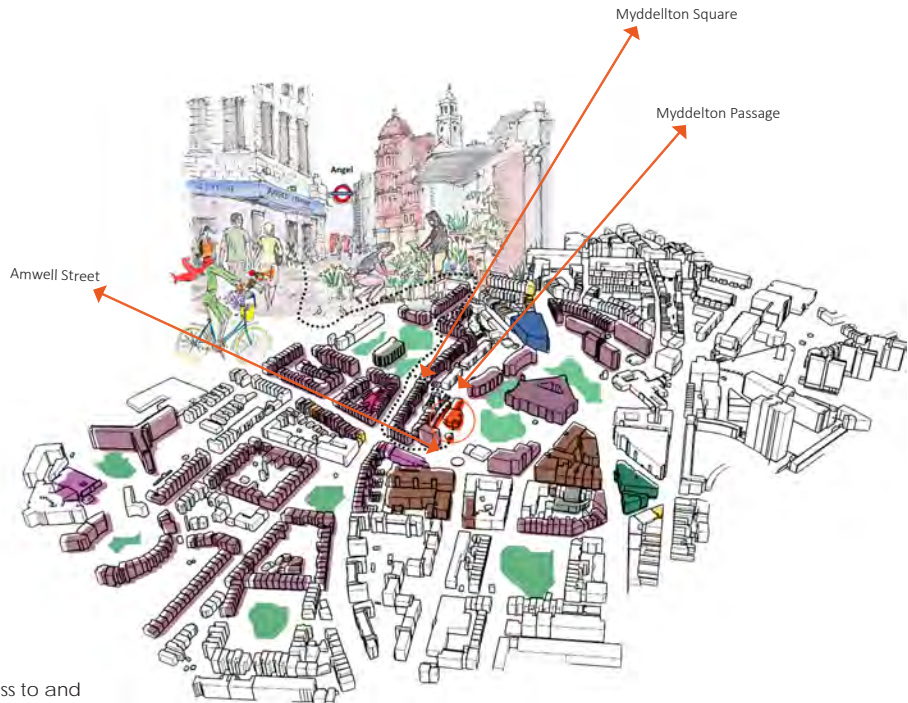 Myddellton Square
Myddelton Passage
Angel
Amwell Street
ss to and